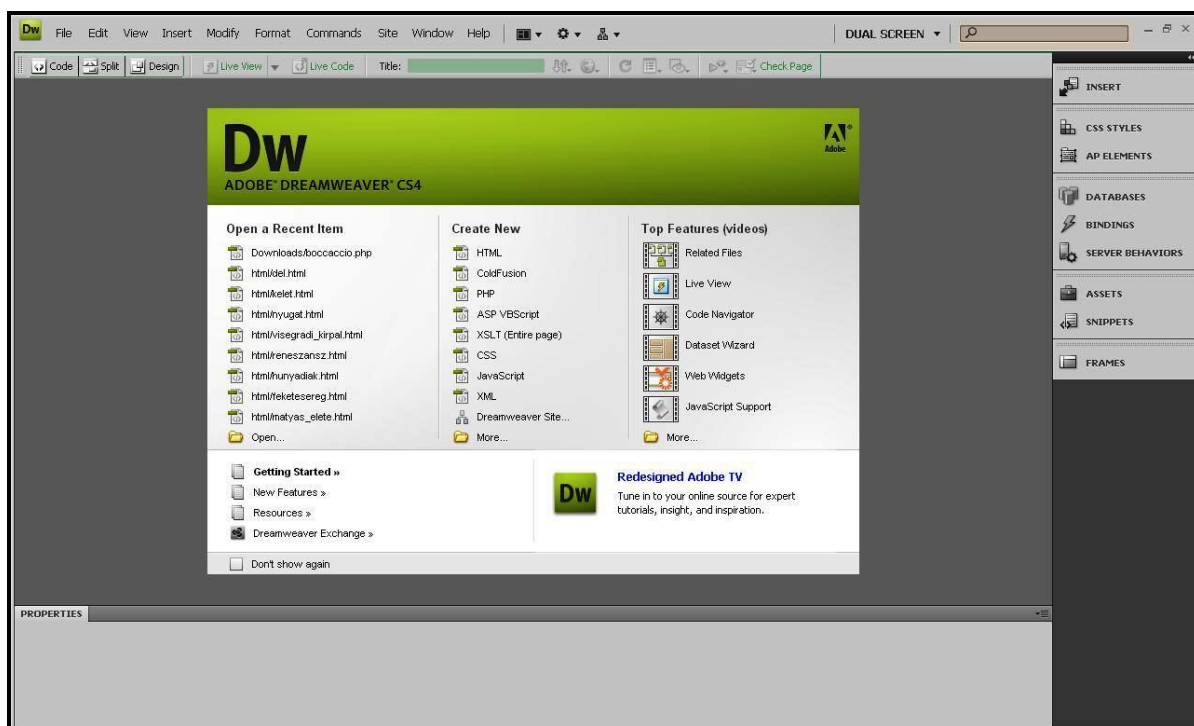 Dw File Edit View Insert Modify Format Commands Site Window Help DUAL SCREEN
Code Split Design Live View Live Code Title: Check Page
Dw
ADOBE® DREAMWEAVER® CS4
Adobe®
Open a Recent Item
Downloads/boccaccio.php
html/del.html
html/kelet.html
html/nyugat.html
html/visegradi_kirpal.html
html/reneszansz.html
html/hunyadiak.html
html/feketesereg.html
html/matyas_elete.html
Open...
Create New
HTML
ColdFusion
PHP
ASP VBScript
XSLT (Entire page)
CSS
JavaScript
XML
Dreamweaver Site...
More...
Top Features (videos)
Related Files
Live View
Code Navigator
Dataset Wizard
Web Widgets
JavaScript Support
More...
Getting Started »
New Features »
Resources »
Dreamweaver Exchange »
Dw
Redesigned Adobe TV
Tune in to your online source for expert
tutorials, insight, and inspiration.
Don't show again
INSERT
CSS STYLES
AP ELEMENTS
DATABASES
BINDINGS
SERVER BEHAVIORS
ASSETS
SNIPPETS
FRAMES
PROPERTIES